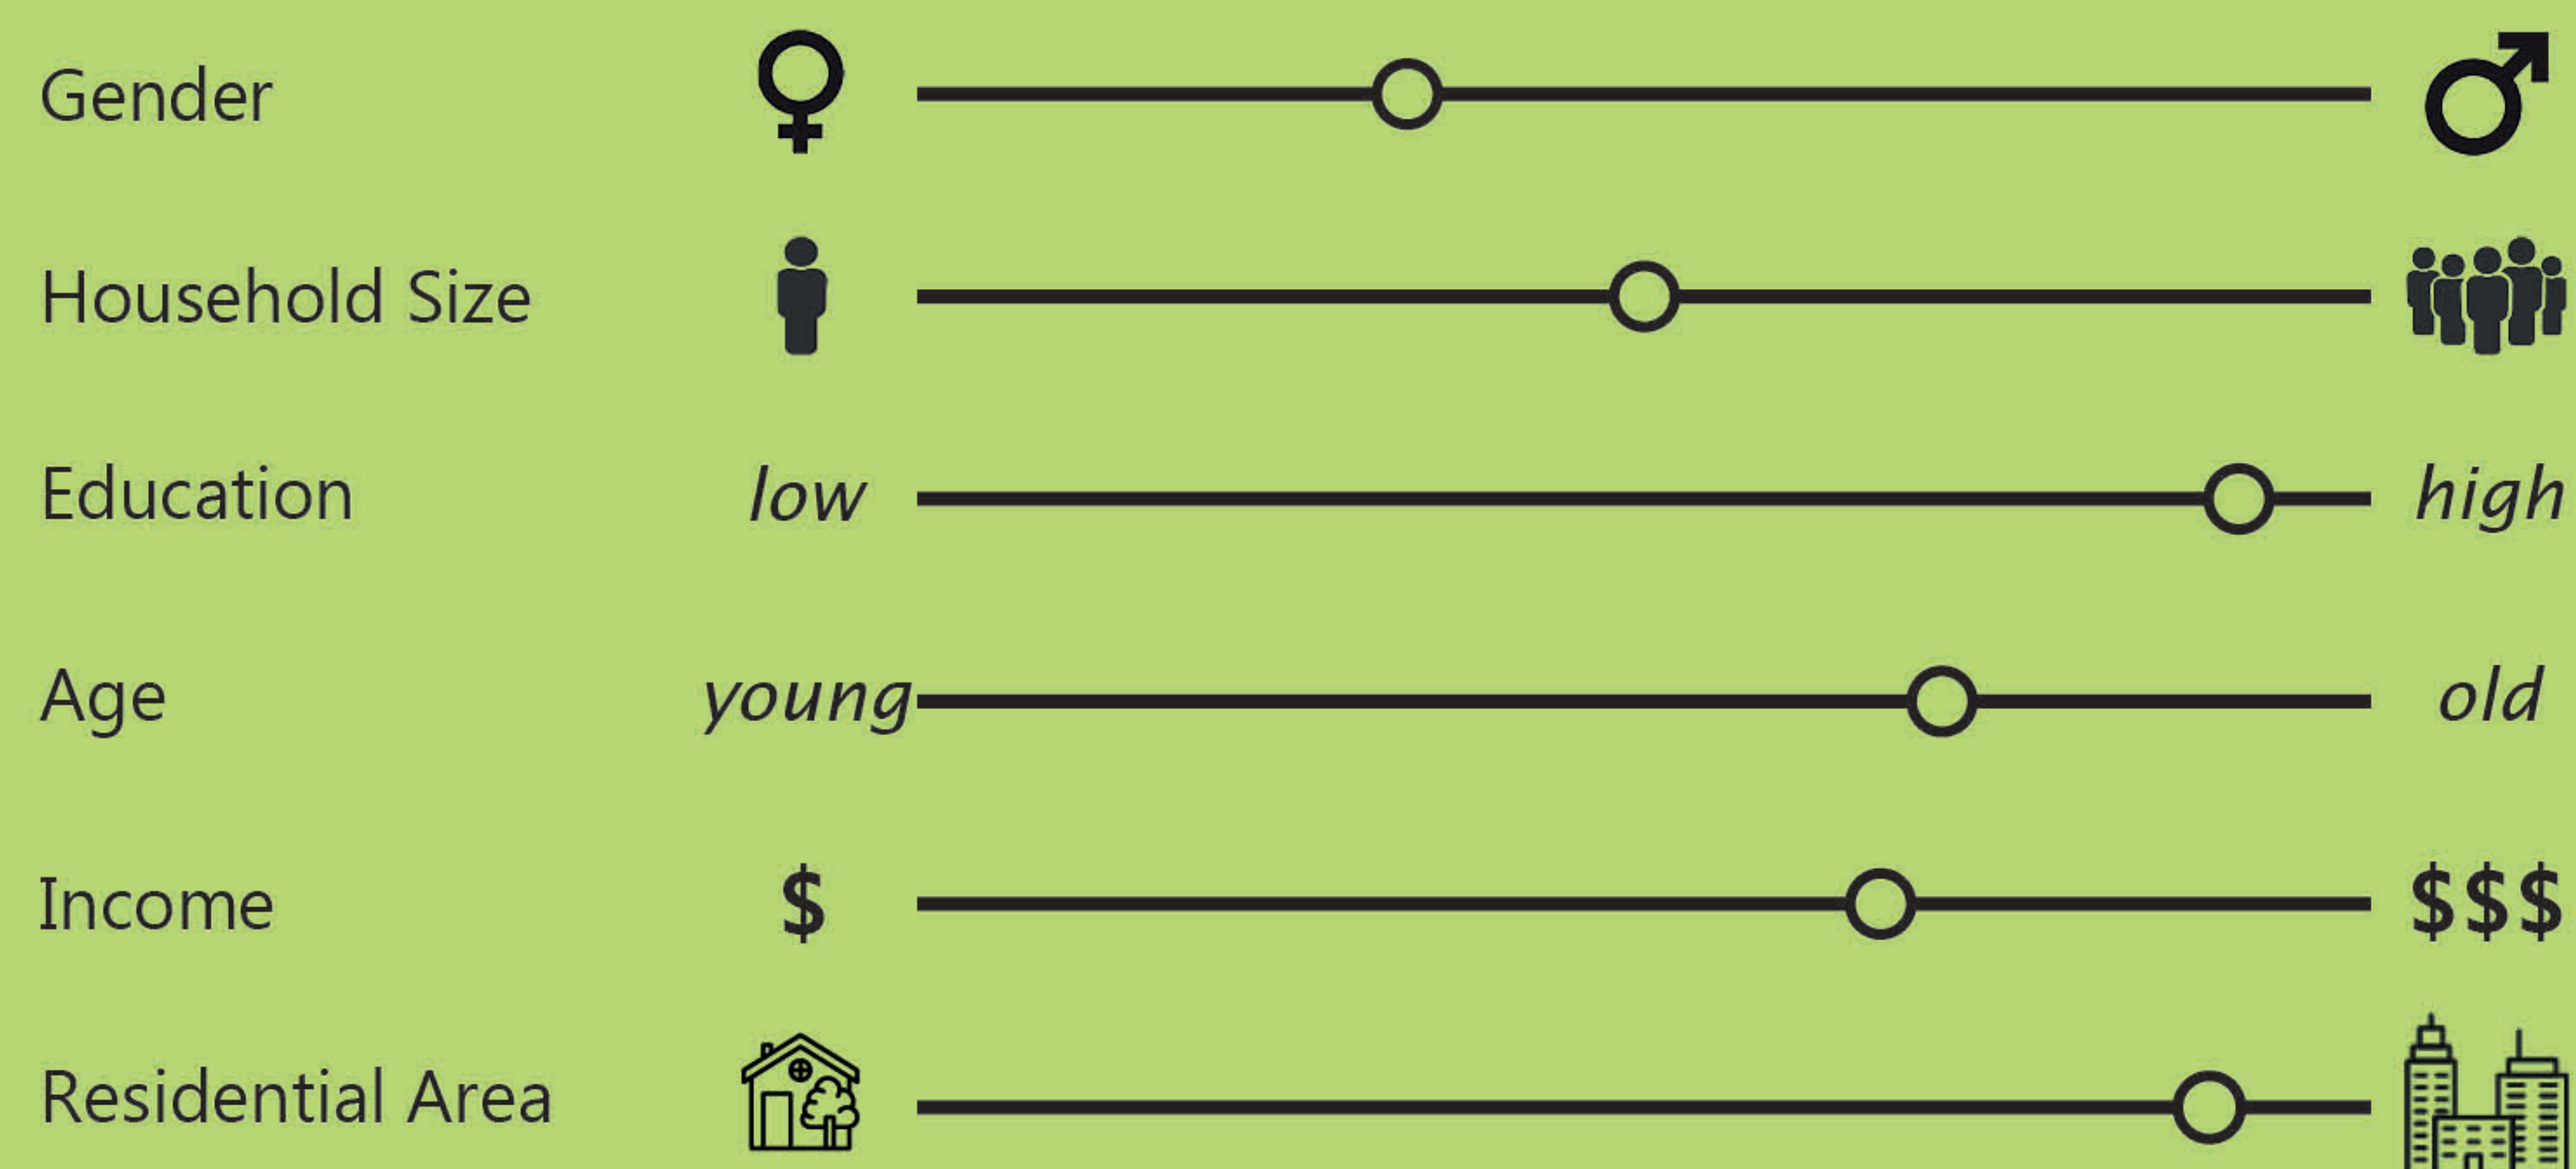 Gender
Household Size
Education low high
Age young old
Income $ $$$
Residential Area